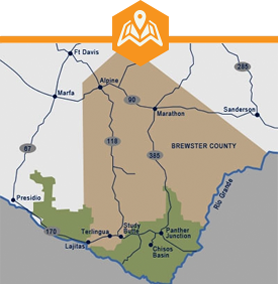 Ft Davis
Alpine
285
Marfa
90
Marathon
Sanderson
BREWSTER COUNTY
67
118
385
Rio Grande
Presidio
170
Terlingua
Study
Butte
Panther
Junction
Lajitas
Chisos
Basin